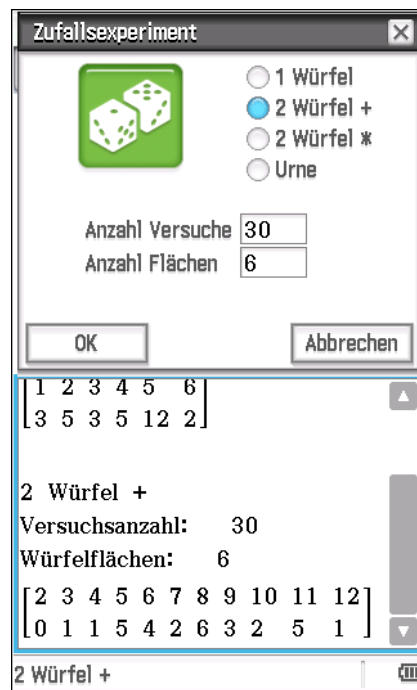 Zufallsexperiment
1 Würfel
2 Würfel +
2 Würfel *
Urne
Anzahl Versuche 30
Anzahl Flächen 6
OK Abbrechen
1 2 3 4 5 6
3 5 3 5 12 2
2 Würfel +
Versuchsanzahl: 30
Würfelflächen: 6
2 3 4 5 6 7 8 9 10 11 12
0 1 1 5 4 2 6 3 2 5 1
2 Würfel +